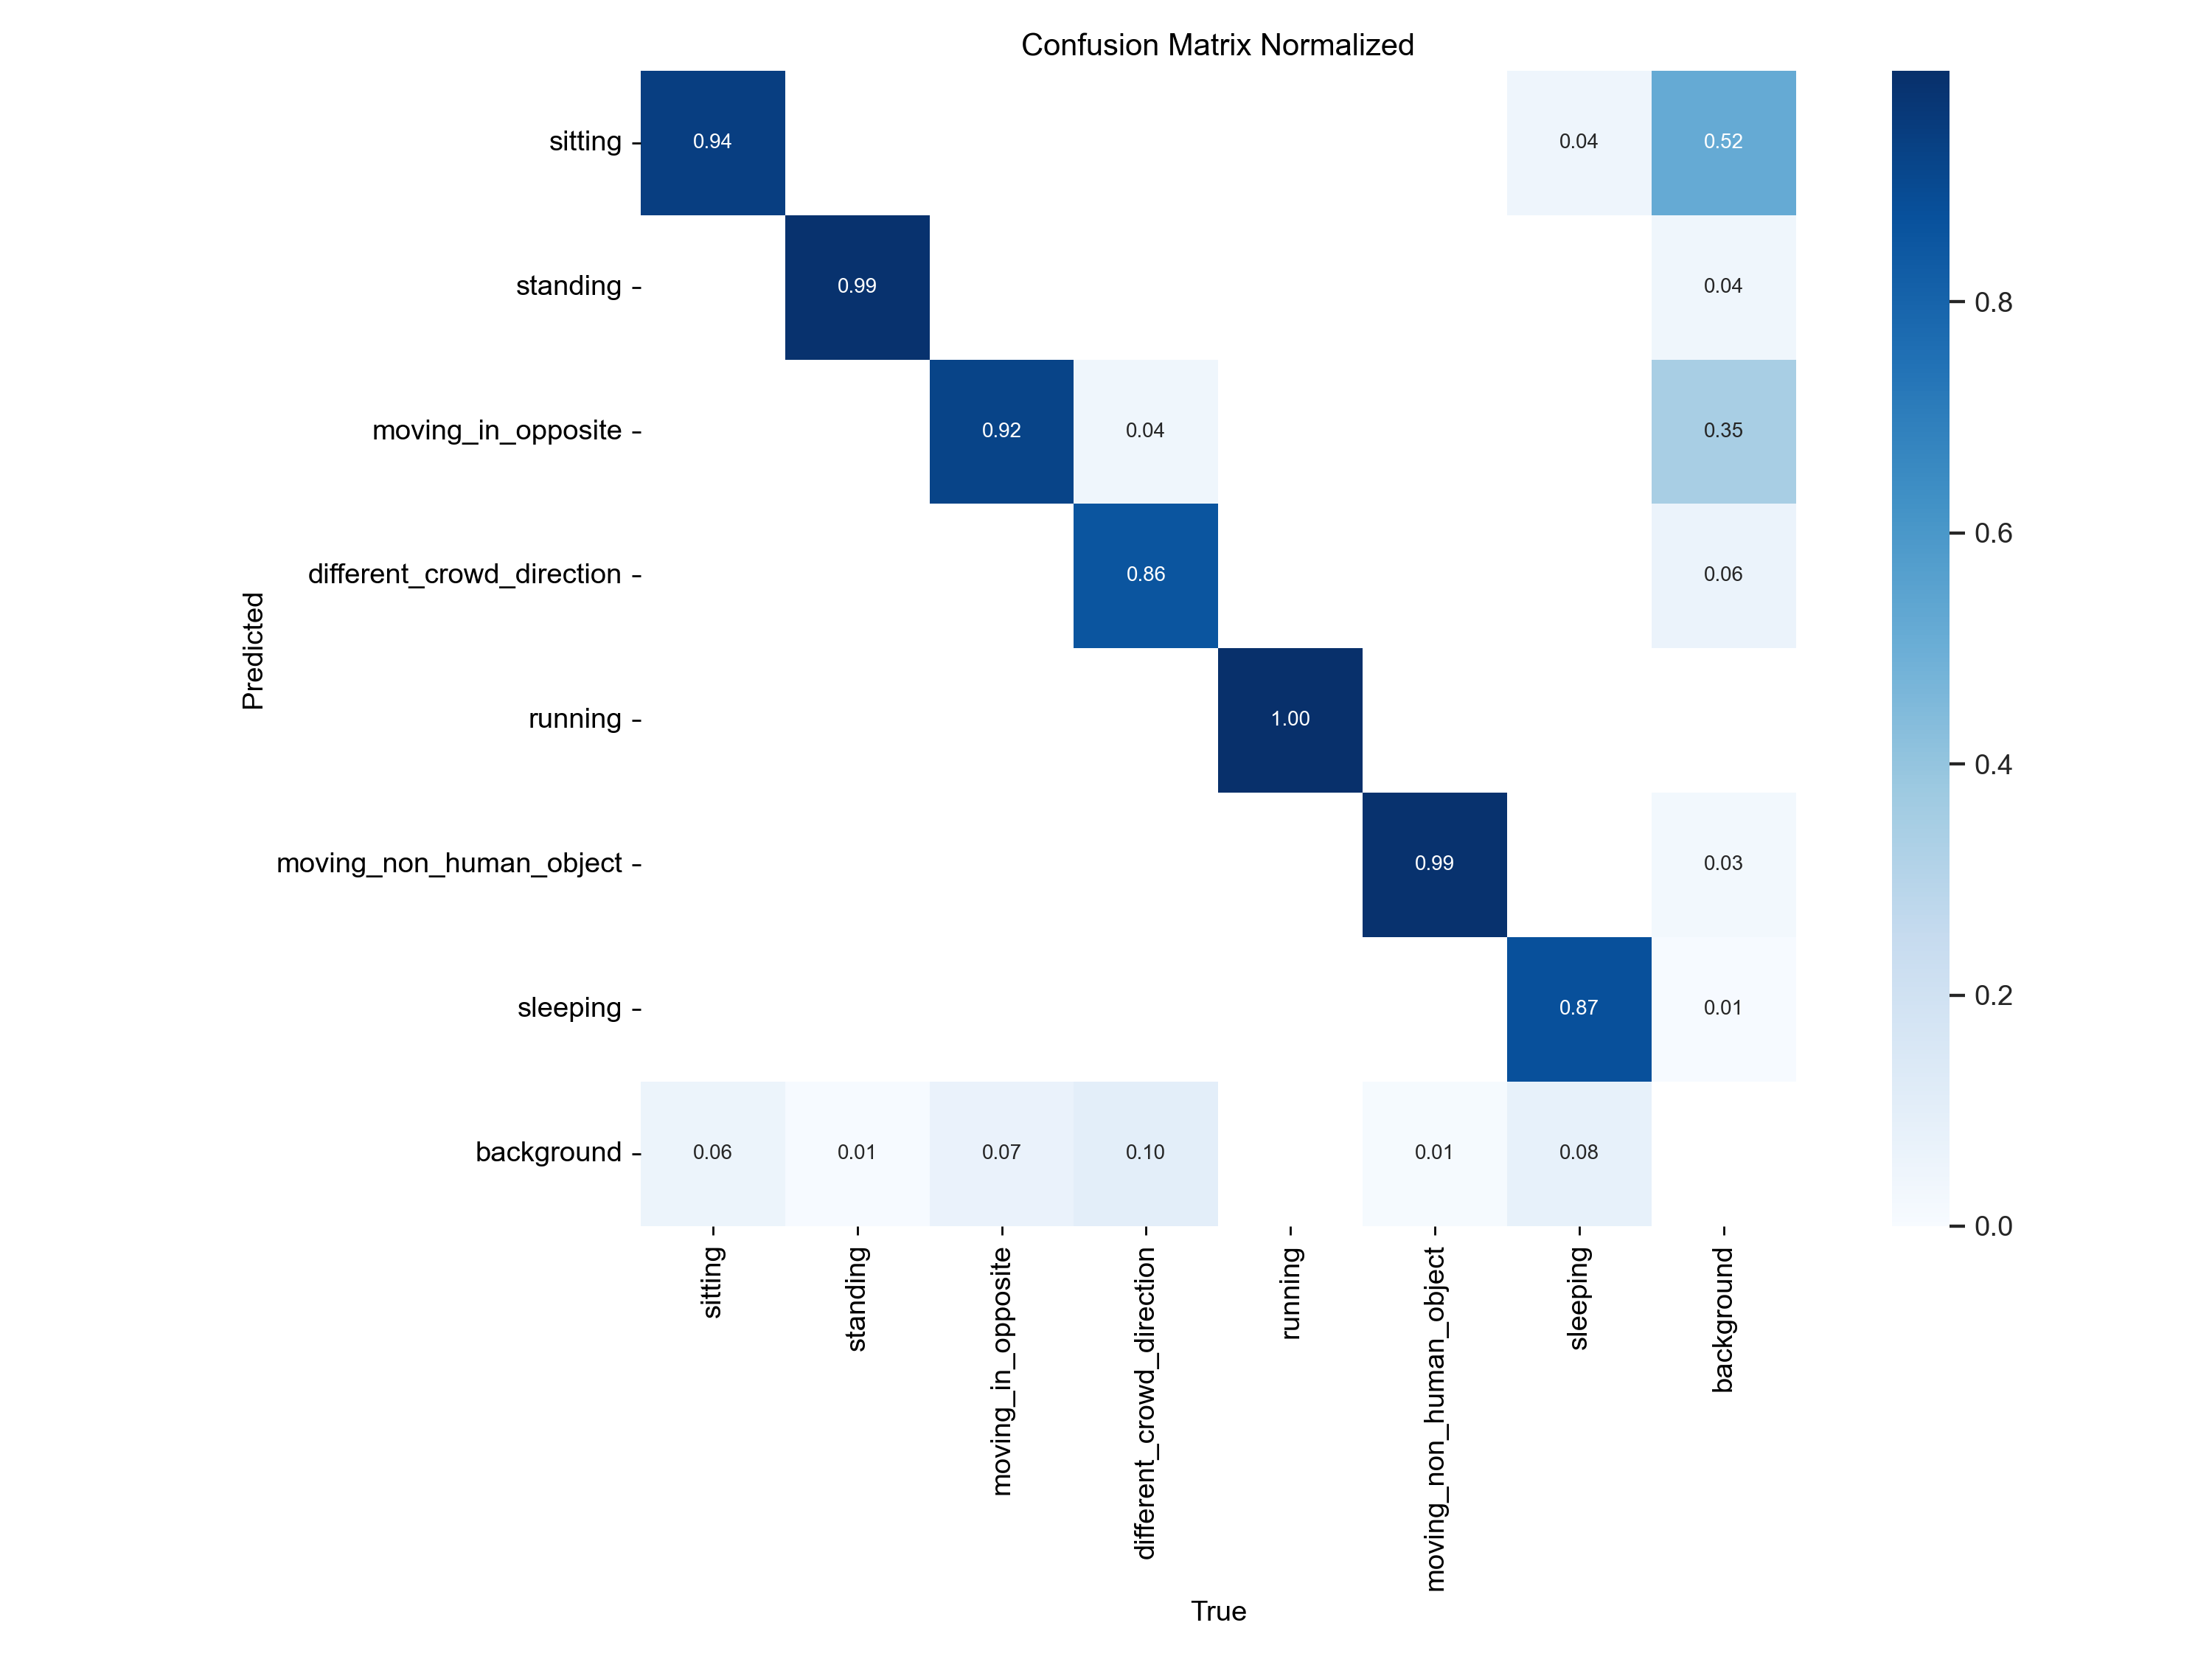 Confusion Matrix Normalized
sitting 0.94 0.04 0.52
standing 0.99 0.04
0.8
moving_in_opposite 0.92 0.04 0.35
0.6
different_crowd_direction 0.86 0.06
Predicted
running 1.00
0.4
moving_non_human_object 0.99 0.03
0.2
sleeping 0.87 0.01
background 0.06 0.01 0.07 0.10 0.01 0.08
0.0
sitting
standing
moving_in_opposite
different_crowd_direction
running
moving_non_human_object
sleeping
background
True